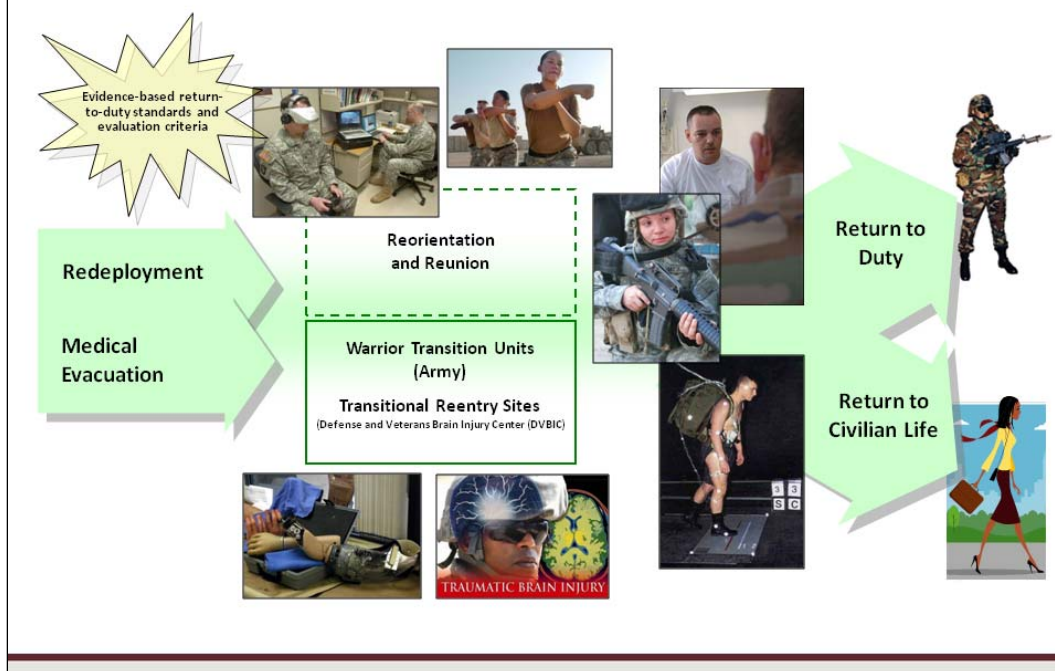 Evidence-based return-
to-duty standards and
evaluation criteria
Redeployment
Medical
Evacuation
Reorientation
and Reunion
Warrior Transition Units
(Army)
Transitional Reentry Sites
(Defense and Veterans Brain Injury Center (DVBIC)
TRAUMATIC BRAIN INJURY
3 3
S C
Return to
Duty
Return to
Civilian Life